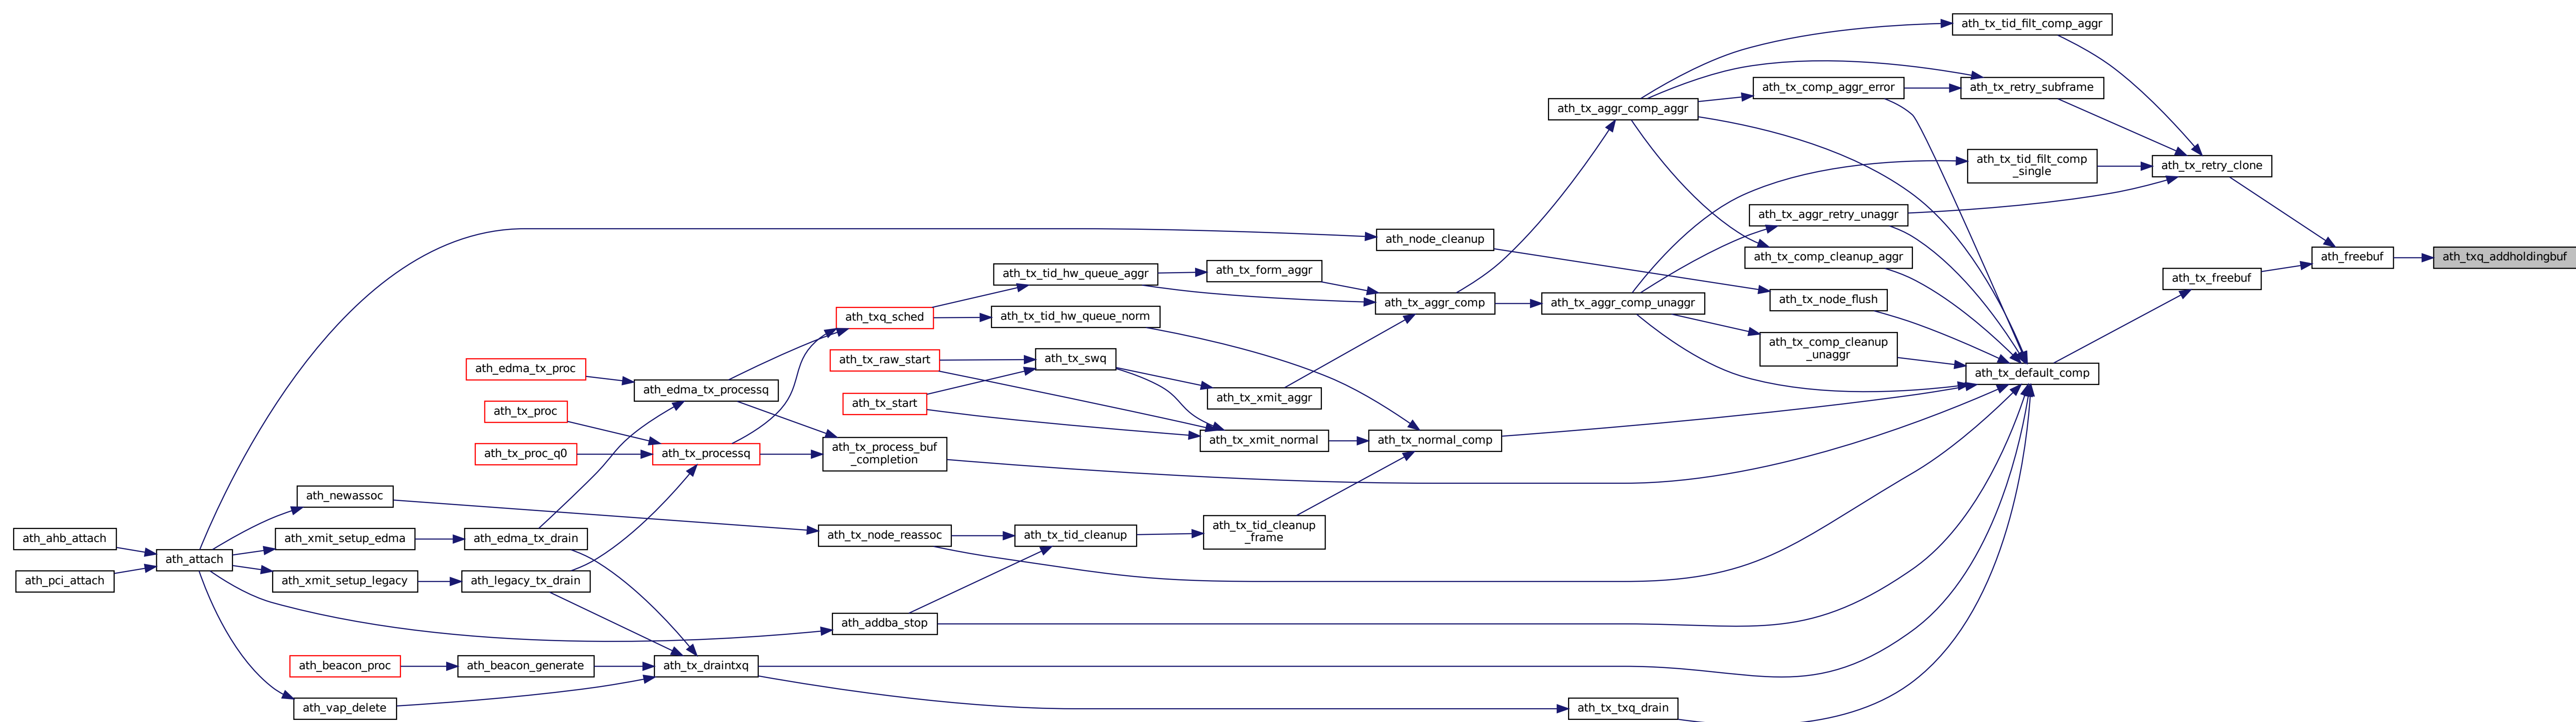 ath_tx_tid_filt_comp_aggr
ath_tx_comp_aggr_error
ath_tx_retry_subframe
ath_tx_aggr_comp_aggr
ath_tx_tid_filt_comp
_single
ath_tx_retry_clone
ath_tx_aggr_retry_unaggr
ath_node_cleanup
ath_tx_comp_cleanup_aggr
ath_freebuf
ath_txq_addholdingbuf
ath_tx_tid_hw_queue_aggr
ath_tx_form_aggr
ath_tx_freebuf
ath_tx_aggr_comp
ath_tx_aggr_comp_unaggr
ath_tx_node_flush
ath_txq_sched
ath_tx_tid_hw_queue_norm
ath_tx_comp_cleanup
_unaggr
ath_tx_raw_start
ath_tx_swq
ath_edma_tx_proc
ath_tx_default_comp
ath_edma_tx_processq
ath_tx_xmit_aggr
ath_tx_start
ath_tx_proc
ath_tx_xmit_normal
ath_tx_normal_comp
ath_tx_proc_q0
ath_tx_processq
ath_tx_process_buf
_completion
ath_newassoc
ath_ahb_attach
ath_xmit_setup_edma
ath_edma_tx_drain
ath_tx_node_reassoc
ath_tx_tid_cleanup
ath_tx_tid_cleanup
_frame
ath_attach
ath_pci_attach
ath_xmit_setup_legacy
ath_legacy_tx_drain
ath_addba_stop
ath_beacon_proc
ath_beacon_generate
ath_tx_draintxq
ath_vap_delete
ath_tx_txq_drain